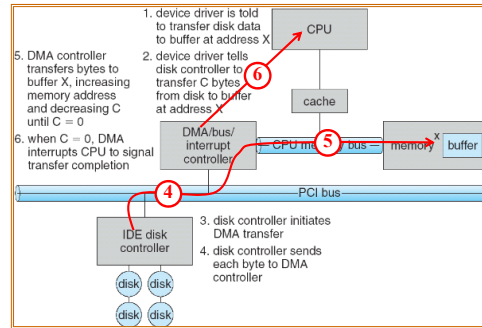 1. device driver is told
to transfer disk data
to buffer at address X
2. device driver tells
disk controller to
transfer C bytes
from disk to buffer
at address X
5. DMA controller
transfers bytes to
buffer X, increasing
memory address
and decreasing C
until C = 0
6. when C = 0, DMA
interrupts CPU to signal
transfer completion
CPU
6
cache
DMA/bus/
interrupt
controller
CPU memory bus
5
memory
X
buffer
4
PCI bus
IDE disk
controller
3. disk controller initiates
DMA transfer
4. disk controller sends
each byte to DMA
controller
disk
disk
disk
disk